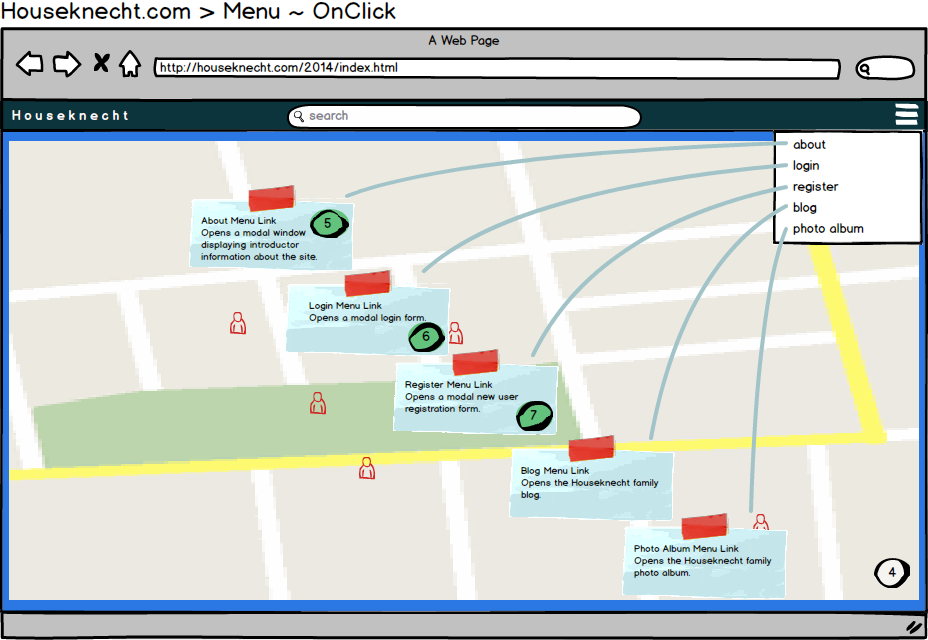 Houseknecht.com > Menu ~ OnClick
A Web Page
http://houseknecht.com/2014/index.html
Houseknecht
search
about
login
register
blog
photo album
About Menu Link
Opens a modal window
displaying introductor
information about the site.
5
Login Menu Link
Opens a modal login form.
6
Register Menu Link
Opens a modal new user
registration form.
7
Blog Menu Link
Opens the Houseknecht family
blog.
Photo Album Menu Link
Opens the Houseknecht family
photo album.
4